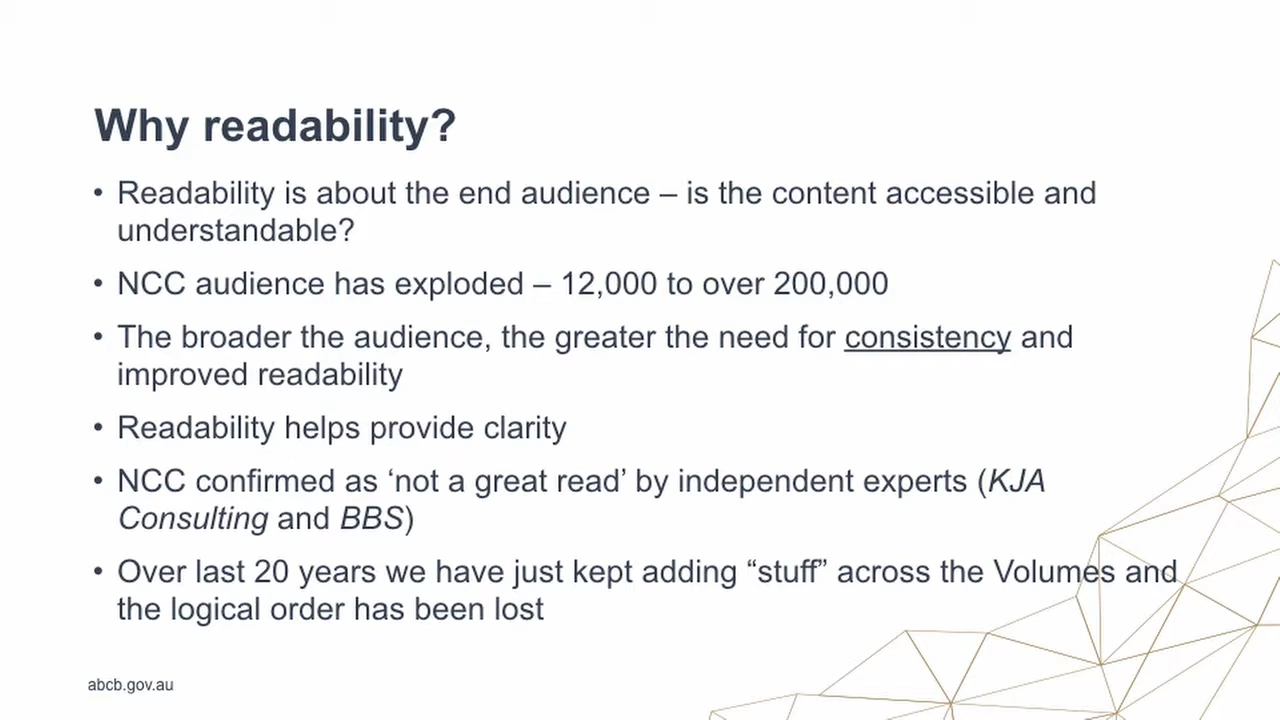 Why readability?
• Readability is about the end audience – is the content accessible and
understandable?
• NCC audience has exploded – 12,000 to over 200,000
• The broader the audience, the greater the need for consistency and
improved readability
• Readability helps provide clarity
• NCC confirmed as ‘not a great read’ by independent experts (KJA
Consulting and BBS)
• Over last 20 years we have just kept adding “stuff” across the Volumes and
the logical order has been lost
abcb.gov.au